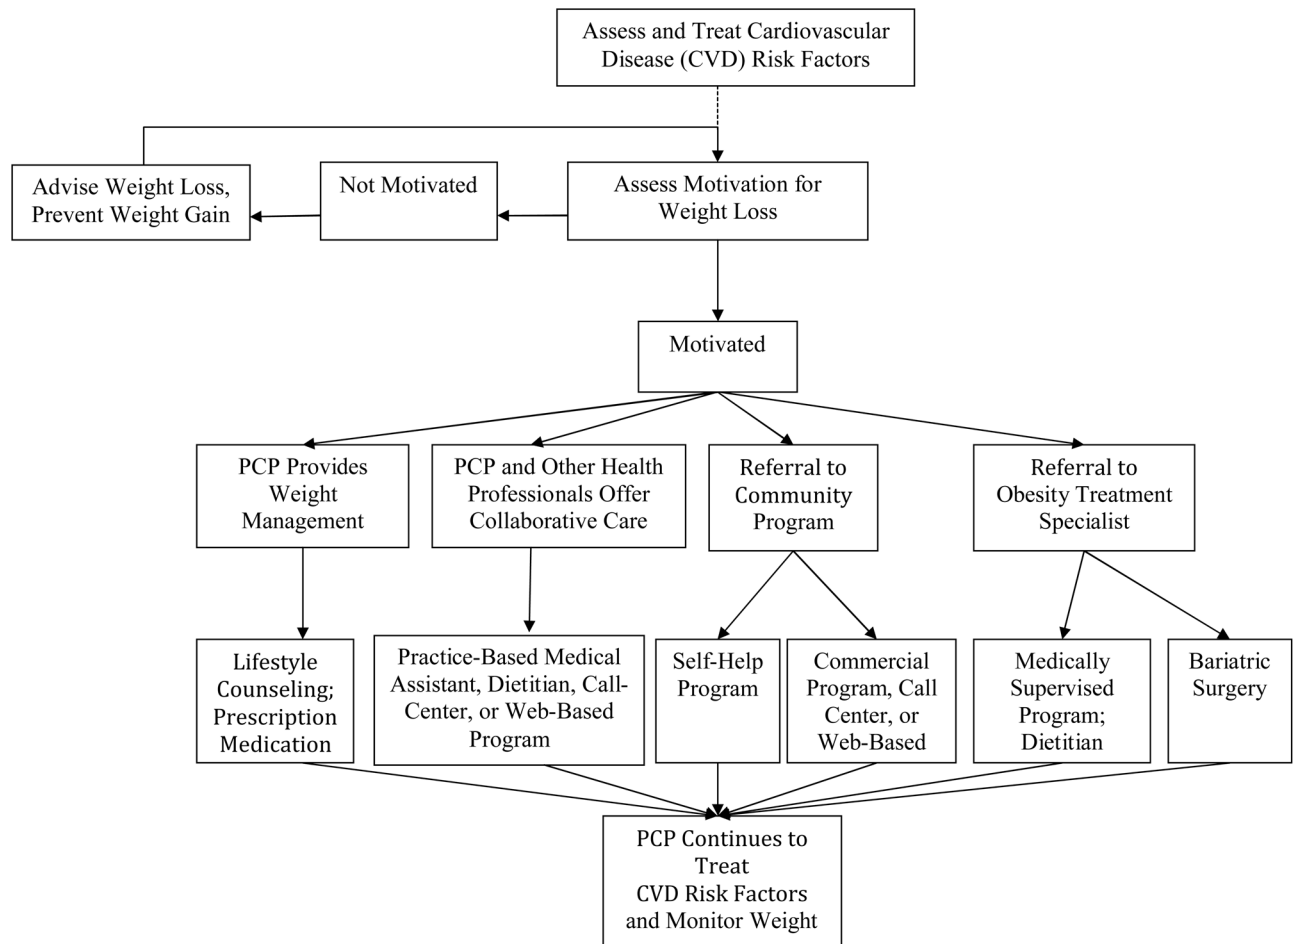 Assess and Treat Cardiovascular
Disease (CVD) Risk Factors
Advise Weight Loss,
Prevent Weight Gain
Not Motivated
Assess Motivation for
Weight Loss
Motivated
PCP Provides
Weight
Management
PCP and Other Health
Professionals Offer
Collaborative Care
Referral to
Community
Program
Referral to
Obesity Treatment
Specialist
Lifestyle
Counseling;
Prescription
Medication
Practice-Based Medical
Assistant, Dietitian, Call-
Center, or Web-Based
Program
Self-Help
Program
Commercial
Program, Call
Center, or
Web-Based
Medically
Supervised
Program;
Dietitian
Bariatric
Surgery
PCP Continues to
Treat
CVD Risk Factors
and Monitor Weight